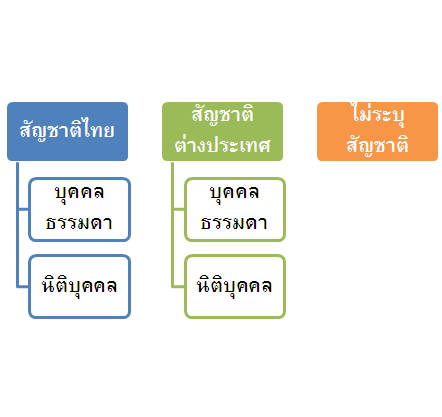 สัญชาติไทย
บุคคล
ธรรมดา
นิติบุคคล
สัญชาติ
ต่างประเทศ
บุคคล
ธรรมดา
นิติบุคคล
ไม่ระบุ
สัญชาติ